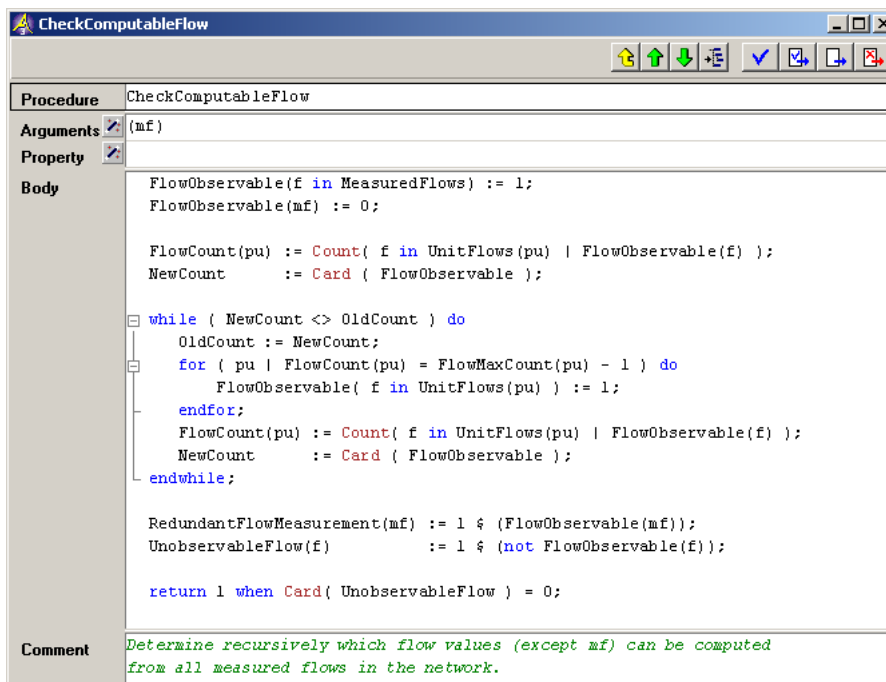 CheckComputableFlow
Procedure CheckComputableFlow
Arguments (mf)
Property
Body
FlowObservable(f in MeasuredFlows) := 1;
FlowObservable(mf) := 0;
FlowCount(pu) := Count( f in UnitFlows(pu) | FlowObservable(f) );
NewCount := Card ( FlowObservable );
while ( NewCount <> OldCount ) do
OldCount := NewCount;
for ( pu | FlowCount(pu) = FlowMaxCount(pu) - 1 ) do
FlowObservable( f in UnitFlows(pu) ) := 1;
endfor;
FlowCount(pu) := Count( f in UnitFlows(pu) | FlowObservable(f) );
NewCount := Card ( FlowObservable );
endwhile;
RedundantFlowMeasurement(mf) := 1 $ (FlowObservable(mf));
UnobservableFlow(f) := 1 $ (not FlowObservable(f));
return 1 when Card( UnobservableFlow ) = 0;
Comment Determine recursively which flow values (except mf) can be computed
from all measured flows in the network.